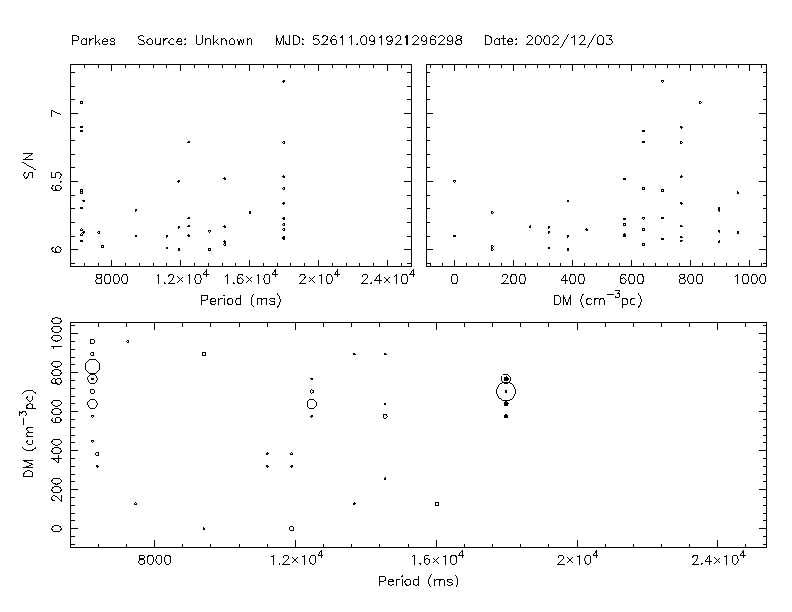 Parkes Source: Unknown MJD: 52611.091921296298 Date: 2002/12/03
S/N
7
6.5
6
8000 1.2×10⁴ 1.6×10⁴ 2×10⁴ 2.4×10⁴
Period (ms)
0 200 400 600 800 1000
DM (cm⁻³pc)
DM (cm⁻³pc)
1000
800
600
400
200
0
8000 1.2×10⁴ 1.6×10⁴ 2×10⁴ 2.4×10⁴
Period (ms)